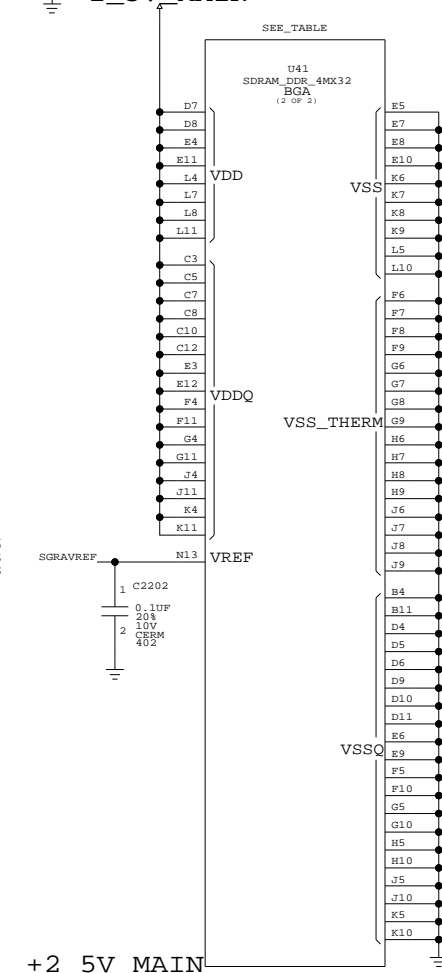 SEE_TABLE
U41
SDRAM_DDR_4MX32
BGA
(2 OF 2)
D7
D8
E4
E11
L4
L7
L8
L11
VDD
C3
C5
C7
C8
C10
C12
E3
E12
F4
F11
G4
G11
J4
J11
K4
K11
VDDQ
SGRAVREF
N13
VREF
1
C2202
0.1UF
20%
10V
CERM
402
2
E5
E7
E8
E10
K6
K7
K8
K9
L5
L10
VSS
F6
F7
F8
F9
G6
G7
G8
G9
H6
H7
H8
H9
J6
J7
J8
J9
VSS_THERM
B4
B11
D4
D5
D6
D9
D10
D11
E6
E9
F5
F10
G5
G10
H5
H10
J5
J10
K5
K10
VSSQ
+2 5V MAIN